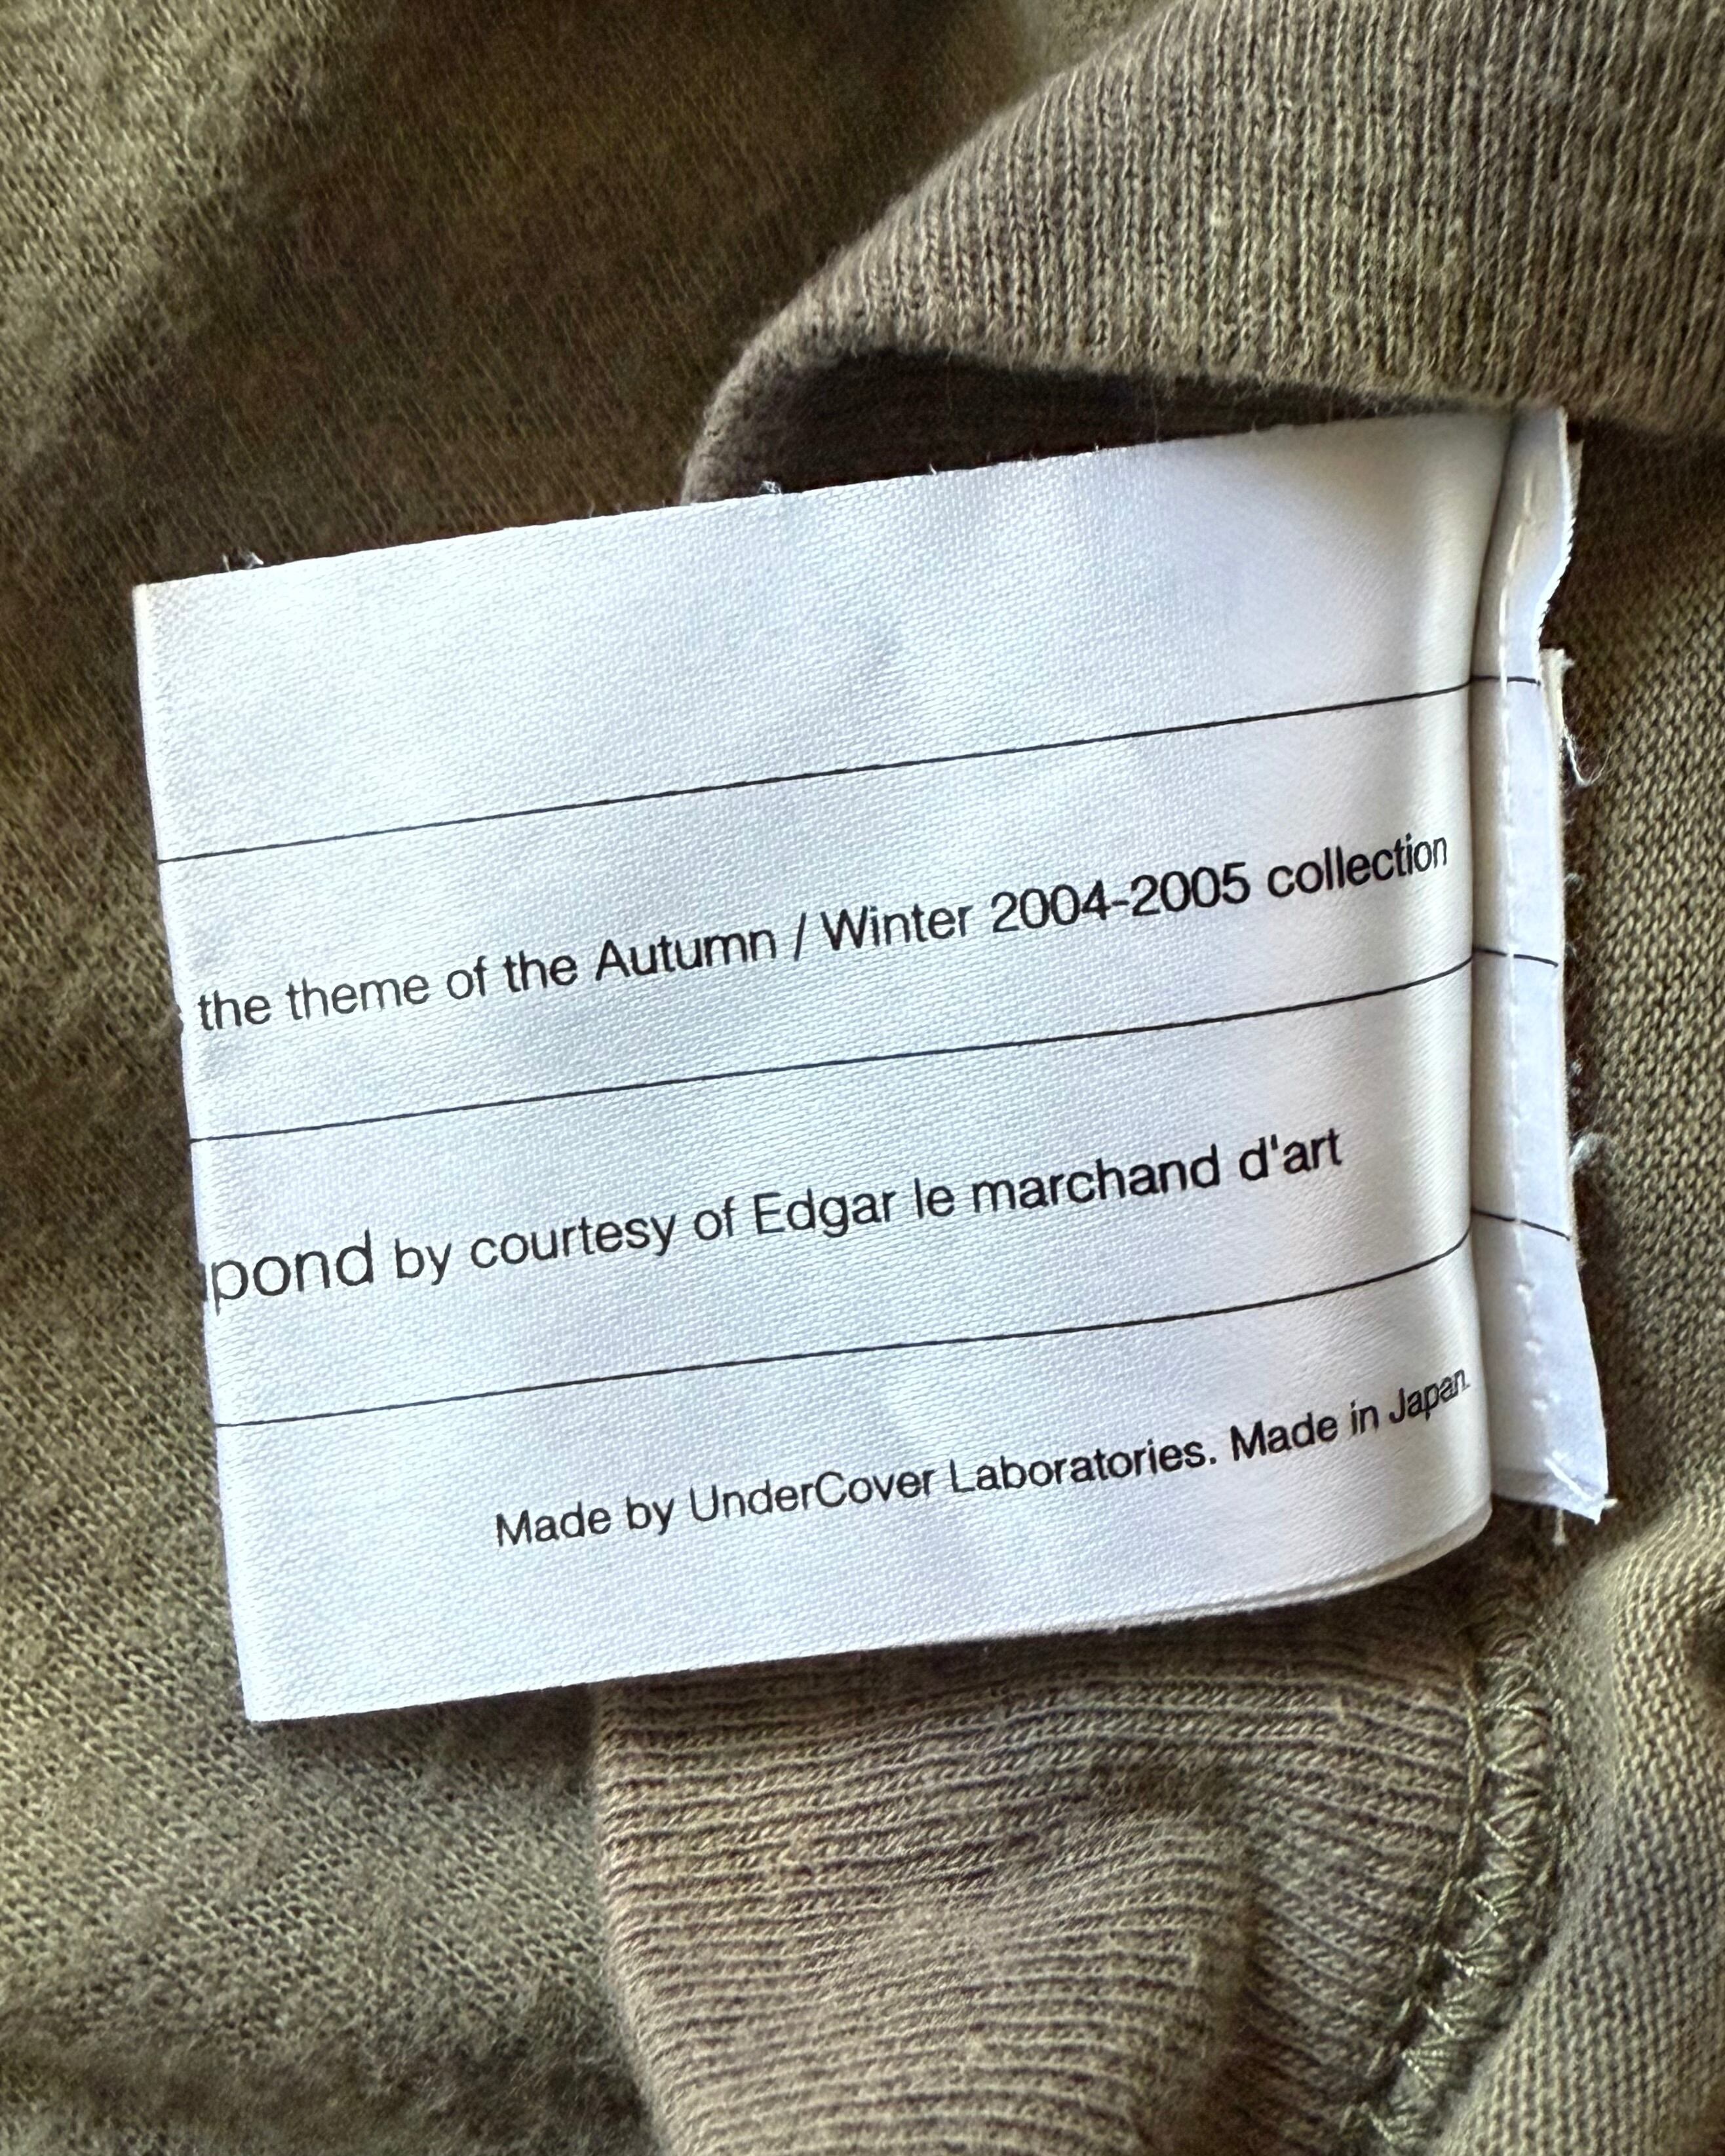 the theme of the Autumn / Winter 2004-2005 collection
pond by courtesy of Edgar le marchand d'art
Made by UnderCover Laboratories. Made in Japan.